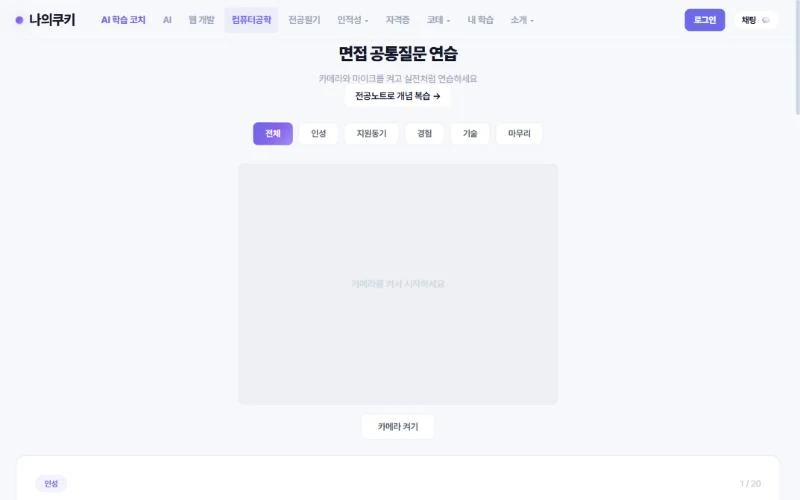 나의쿠키 AI 학습 코치 AI 웹 개발 컴퓨터공학 전공필기 인적성 자격증 코테 내 학습 소개 로그인 채팅
면접 공통질문 연습
카메라와 마이크를 켜고 실전처럼 연습하세요
전공노트로 개념 복습 →
전체 인성 지원동기 경험 기술 마무리
카메라를 켜서 시작하세요
카메라 켜기
인성 1 / 20